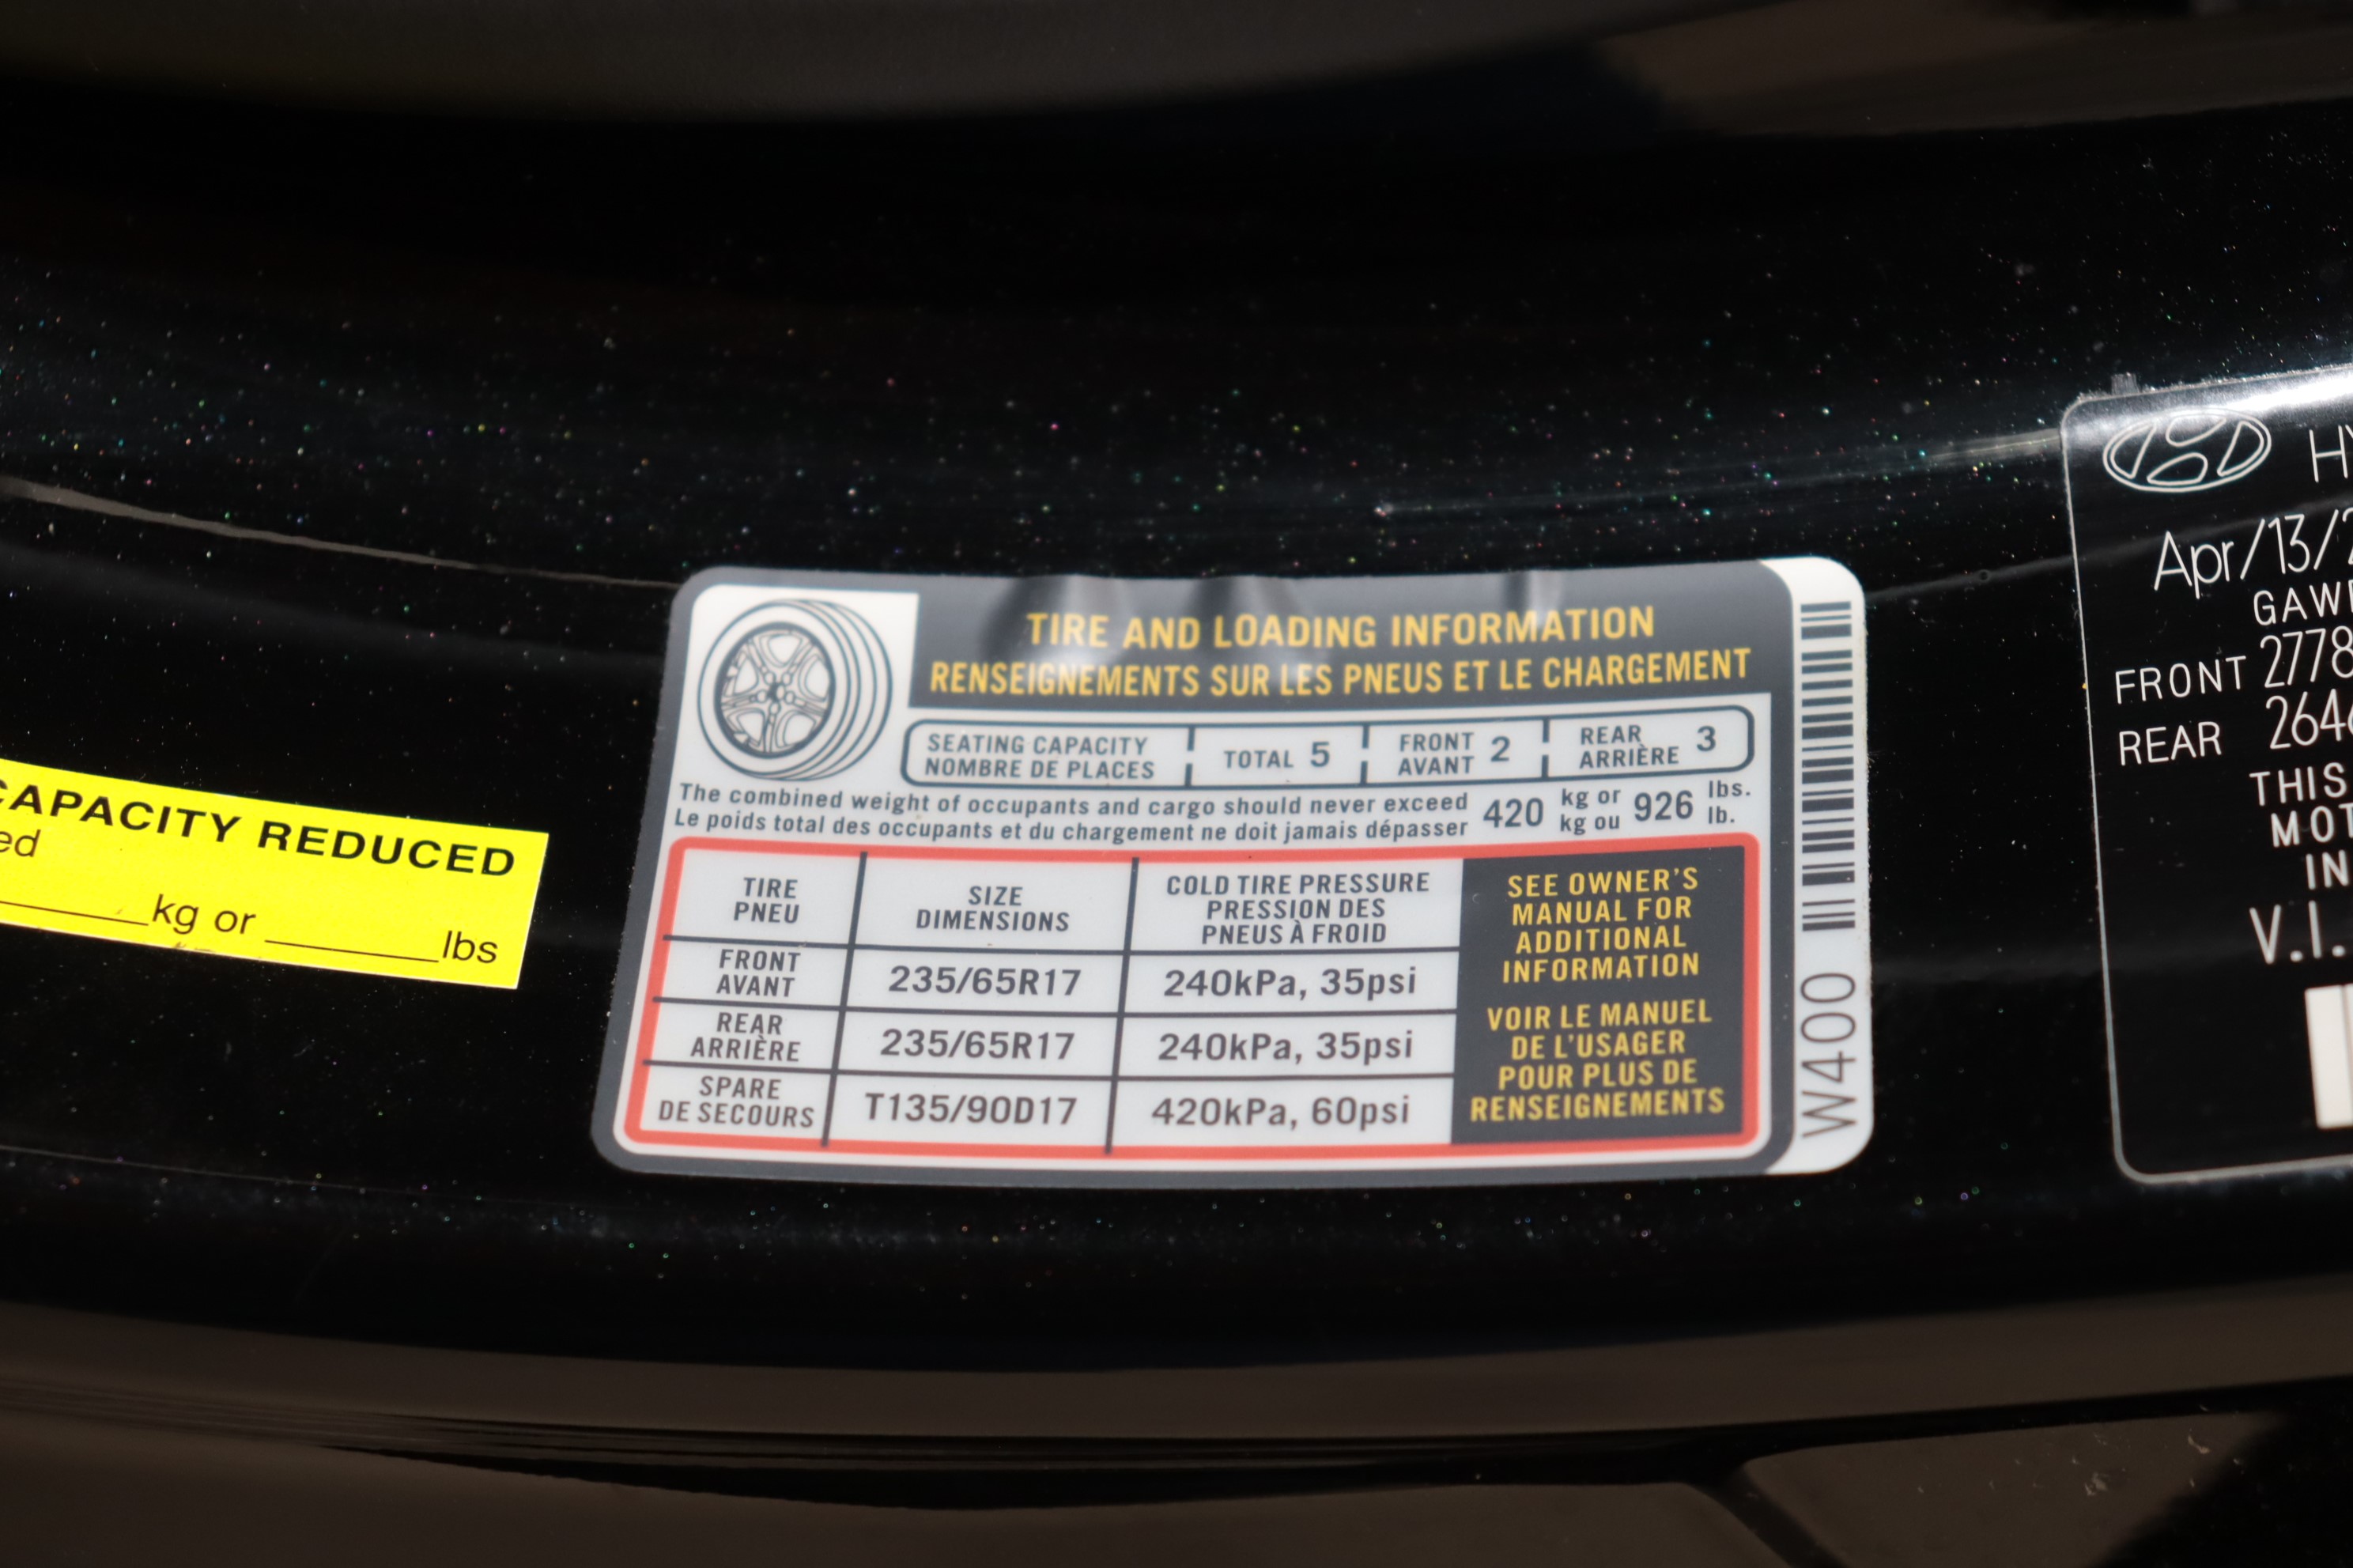 CAPACITY REDUCED
kg or
lbs
TIRE AND LOADING INFORMATION
RENSEIGNEMENTS SUR LES PNEUS ET LE CHARGEMENT
SEATING CAPACITY
NOMBRE DE PLACES
TOTAL 5
FRONT
AVANT 2
REAR
ARRIÈRE 3
The combined weight of occupants and cargo should never exceed 420 kg or 926 lbs.
Le poids total des occupants et du chargement ne doit jamais dépasser kg ou lb.
TIRE
PNEU
SIZE
DIMENSIONS
COLD TIRE PRESSURE
PRESSION DES
PNEUS À FROID
FRONT
AVANT
235/65R17
240kPa, 35psi
REAR
ARRIÈRE
235/65R17
240kPa, 35psi
SPARE
DE SECOURS
T135/90D17
420kPa, 60psi
SEE OWNER'S
MANUAL FOR
ADDITIONAL
INFORMATION
VOIR LE MANUEL
DE L'USAGER
POUR PLUS DE
RENSEIGNEMENTS
W400
Apr/13/
FRONT 2778
REAR 264
THIS
IN
V.I.